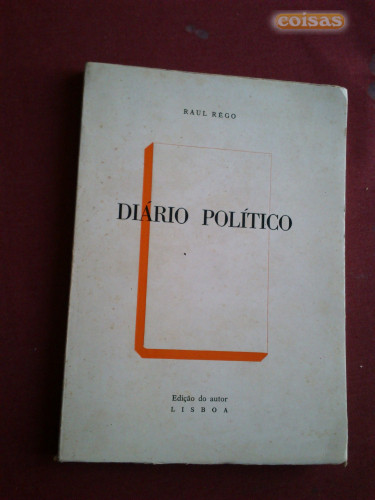 coisas
RAUL RÊGO
DIÁRIO POLÍTICO
Edição do autor
LISBOA